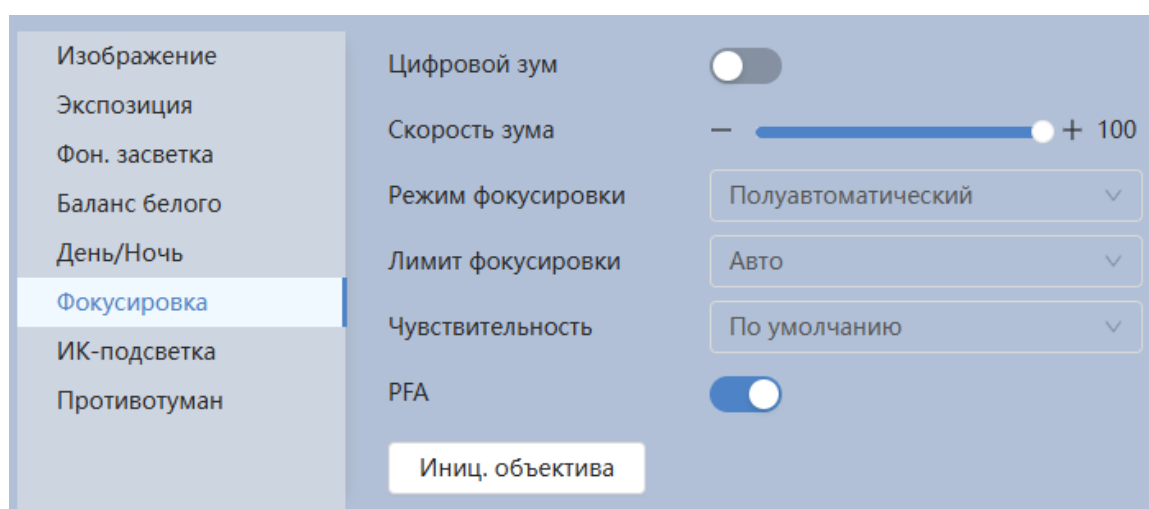 Изображение
Экспозиция
Фон. засветка
Баланс белого
День/Ночь
Фокусировка
ИК-подсветка
Противотуман
Цифровой зум
Скорость зума − + 100
Режим фокусировки Полуавтоматический
Лимит фокусировки Авто
Чувствительность По умолчанию
PFA
Иниц. объектива